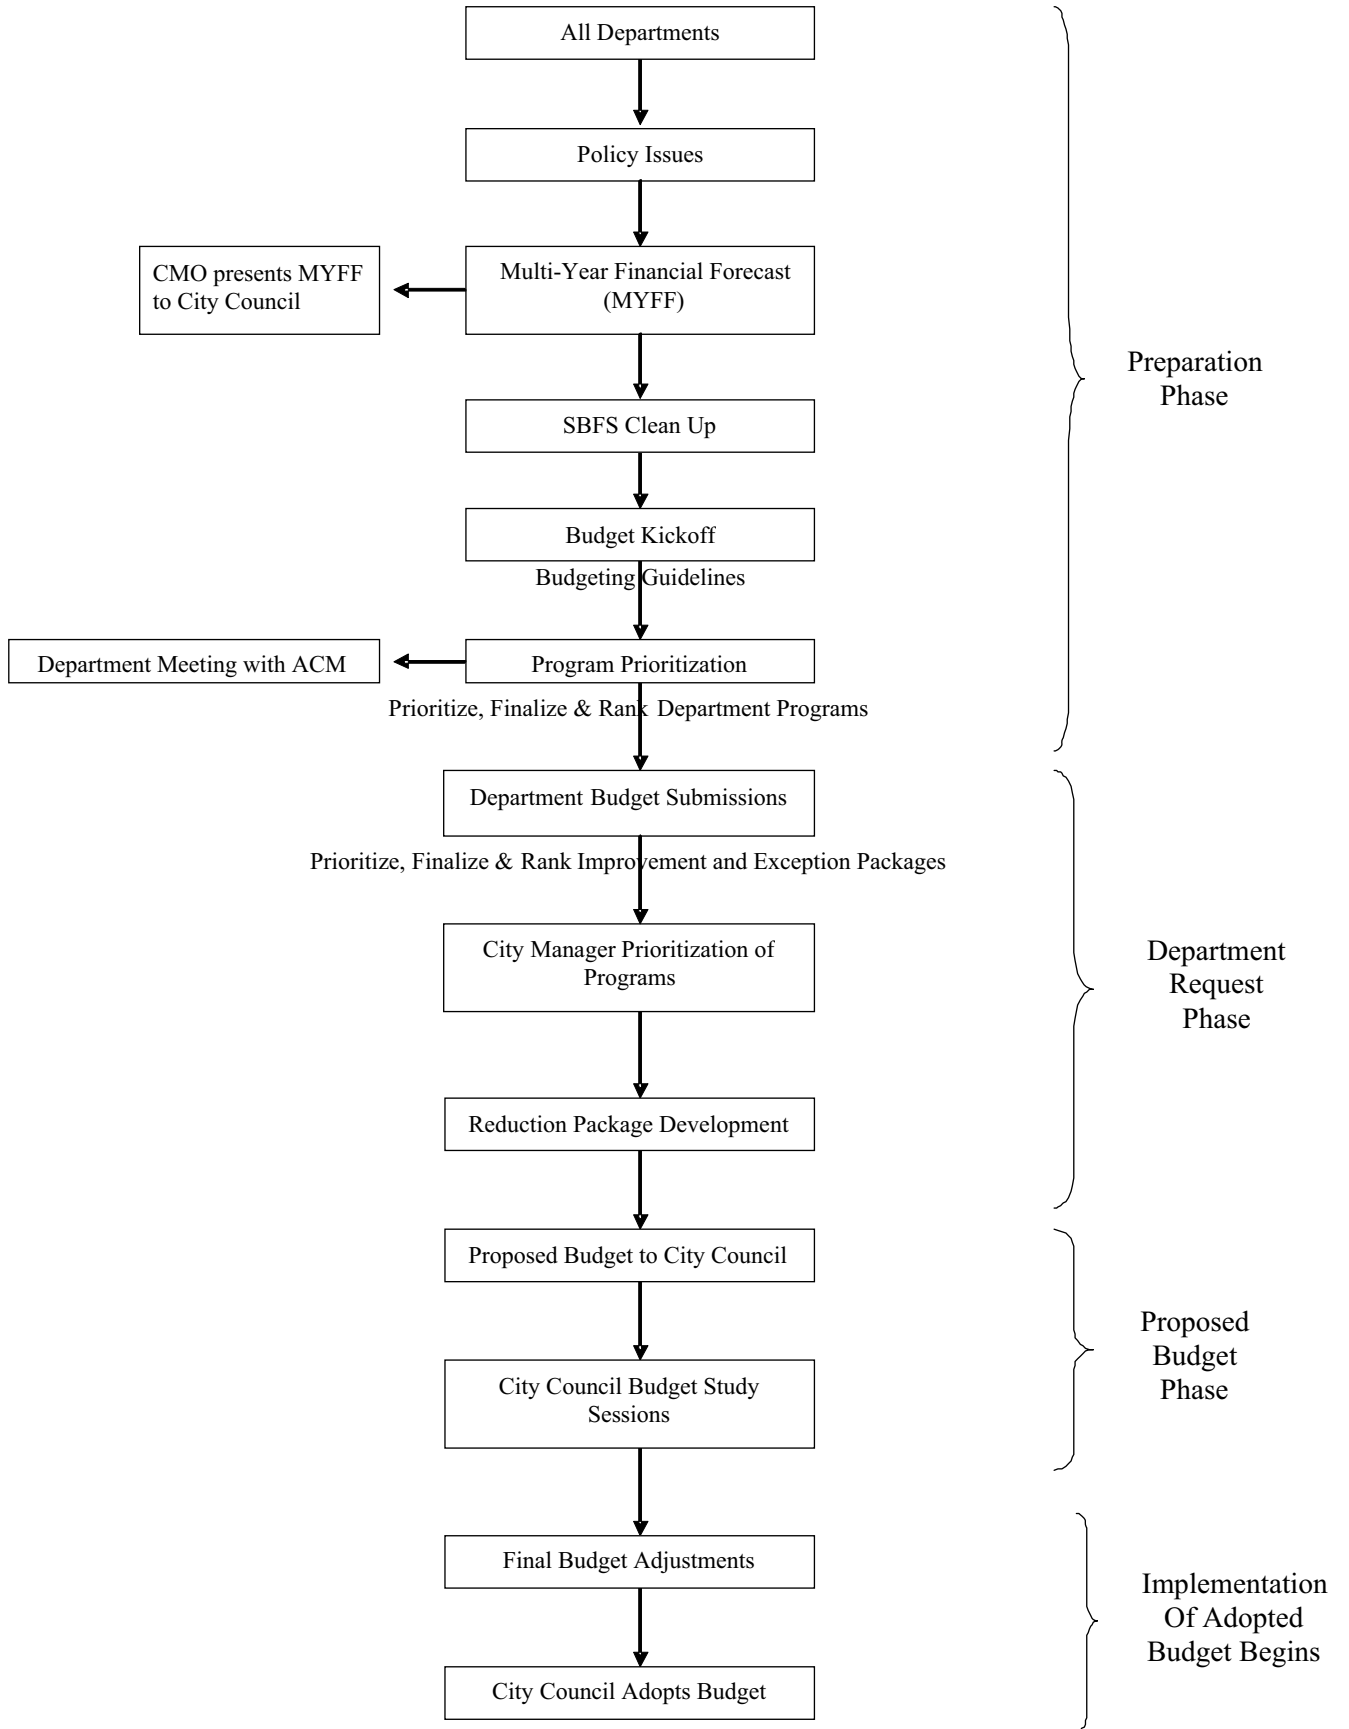 All Departments
Policy Issues
CMO presents MYFF
to City Council
Multi-Year Financial Forecast
(MYFF)
SBFS Clean Up
Budget Kickoff
Budgeting Guidelines
Department Meeting with ACM
Program Prioritization
Prioritize, Finalize & Rank Department Programs
Preparation
Phase
Department Budget Submissions
Prioritize, Finalize & Rank Improvement and Exception Packages
City Manager Prioritization of
Programs
Reduction Package Development
Department
Request
Phase
Proposed Budget to City Council
City Council Budget Study
Sessions
Proposed
Budget
Phase
Final Budget Adjustments
City Council Adopts Budget
Implementation
Of Adopted
Budget Begins